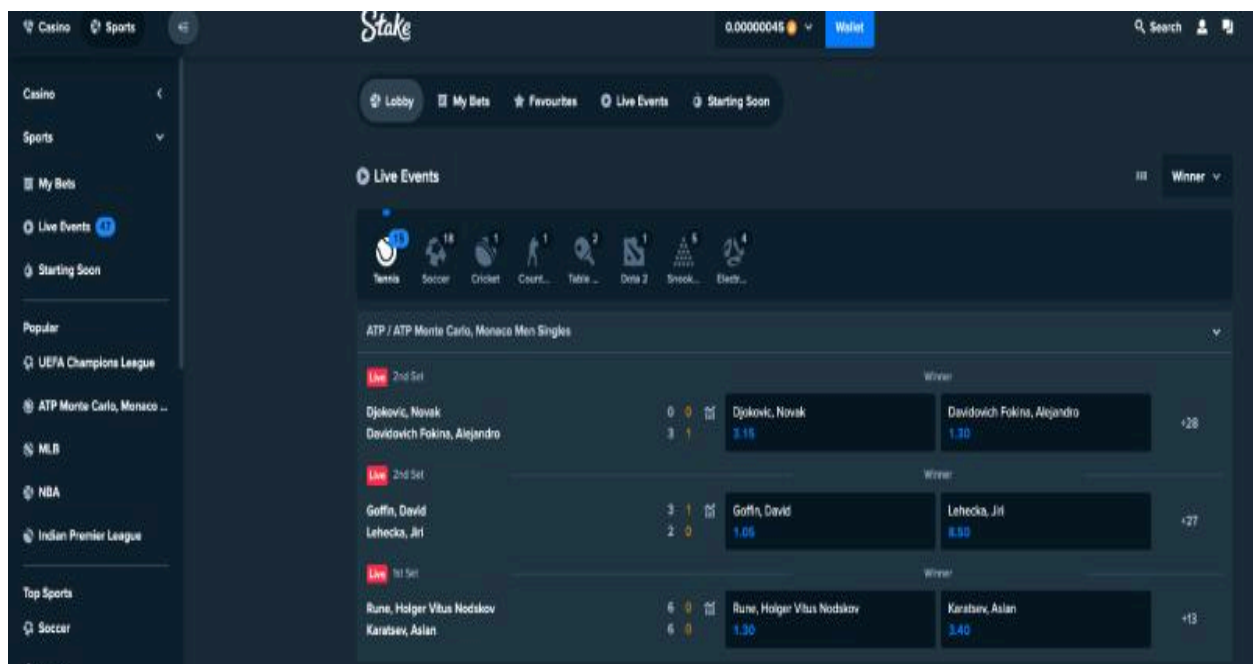 Casino Sports
Stake
0.00000045 Wallet
Search
Casino
Sports
My Bets
Live Events 47
Starting Soon
Popular
UEFA Champions League
ATP Monte Carlo, Monaco ...
MLB
NBA
Indian Premier League
Top Sports
Soccer
Lobby My Bets Favourites Live Events Starting Soon
Live Events
Winner
15 18 1 1 2 1 5 4
Tennis Soccer Cricket Count... Table ... Dota 2 Snook... Electr...
ATP / ATP Monte Carlo, Monaco Men Singles
Live 2nd Set Winner
Djokovic, Novak 0 0 Djokovic, Novak Davidovich Fokina, Alejandro
Davidovich Fokina, Alejandro 3 1 3.15 1.30
+28
Live 2nd Set Winner
Goffin, David 3 1 Goffin, David Lehecka, Jiri
Lehecka, Jiri 2 0 1.05 8.50
+27
Live 1st Set Winner
Rune, Holger Vitus Nodskov 6 0 Rune, Holger Vitus Nodskov Karatsev, Aslan
Karatsev, Aslan 6 0 1.30 3.40
+13